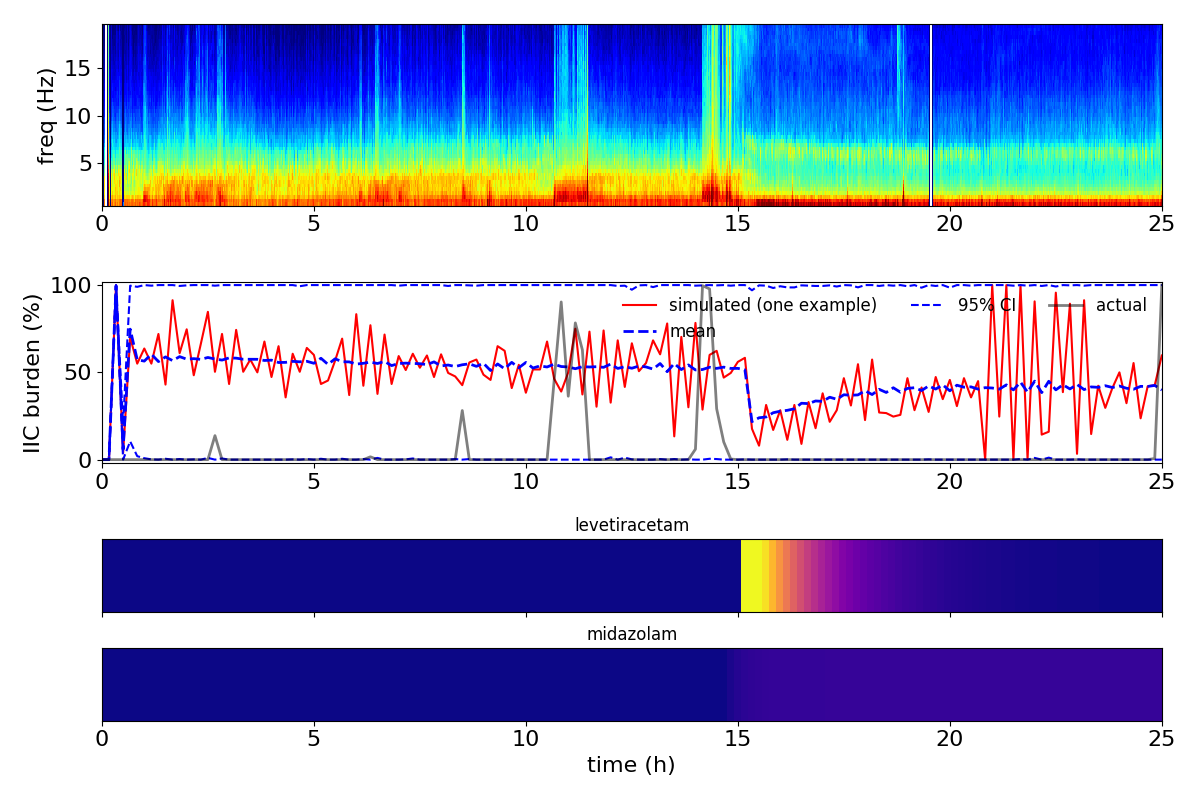 freq (Hz)
15
10
5
0 5 10 15 20 25
IIC burden (%)
100
50
0
simulated (one example) 95% CI actual
mean
0 5 10 15 20 25
levetiracetam
midazolam
0 5 10 15 20 25
time (h)